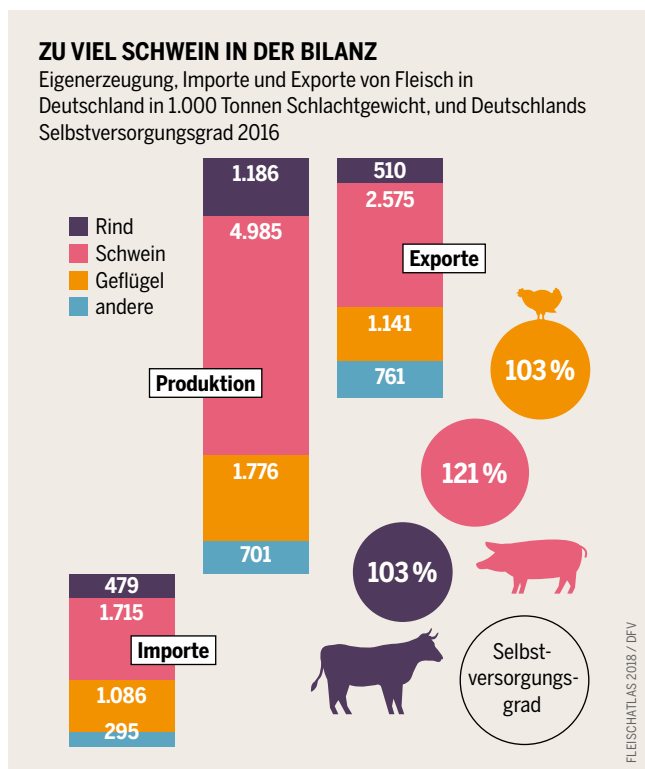 ZU VIEL SCHWEIN IN DER BILANZ
Eigenerzeugung, Importe und Exporte von Fleisch in
Deutschland in 1.000 Tonnen Schlachtgewicht, und Deutschlands
Selbstversorgungsgrad 2016
Rind
Schwein
Geflügel
andere
1.186
4.985
Produktion
1.776
701
510
2.575
Exporte
1.141
761
479
1.715
Importe
1.086
295
103 %
121 %
103 %
Selbst-
versorgungs-
grad
FLEISCHATLAS 2018 / DFV